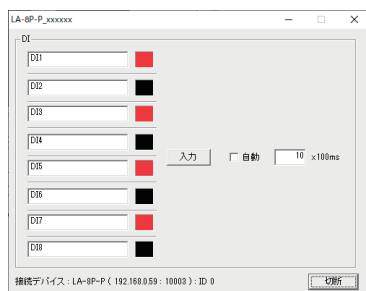 LA-8P-P_xxxxxx
DI
DI1
DI2
DI3
DI4
入力 自動 10 x100ms
DI5
DI6
DI7
DI8
接続デバイス : LA-8P-P ( 192.168.0.59 : 10003 ) : ID 0 切断